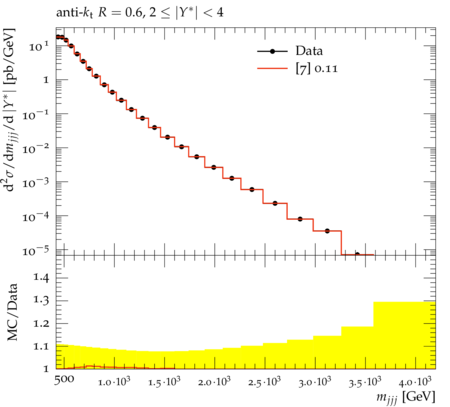 anti-kt R = 0.6, 2 ≤ |Y*| < 4
d²σ/dmjjj/d|Y*| [pb/GeV]
10¹
1
10⁻¹
10⁻²
10⁻³
10⁻⁴
10⁻⁵
Data
[7] 0.11
MC/Data
1.4
1.3
1.2
1.1
1
500 1.0·10³ 1.5·10³ 2.0·10³ 2.5·10³ 3.0·10³ 3.5·10³ 4.0·10³
mjjj [GeV]